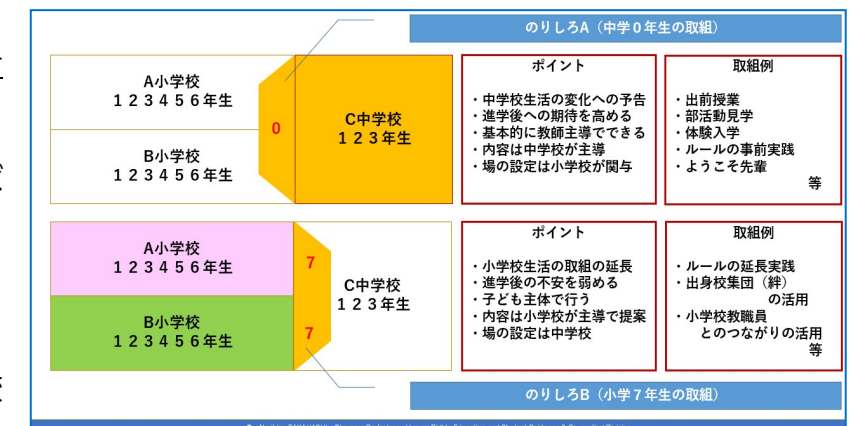 のりしろA（中学０年生の取組）
A小学校
１２３４５６年生
B小学校
１２３４５６年生
0
C中学校
１２３年生
ポイント
・中学校生活の変化への予告
・進学後への期待を高める
・基本的に教師主導でできる
・内容は中学校が主導
・場の設定は小学校が関与
取組例
・出前授業
・部活動見学
・体験入学
・ルールの事前実践
・ようこそ先輩
等
A小学校
１２３４５６年生
B小学校
１２３４５６年生
7
7
C中学校
１２３年生
ポイント
・小学校生活の取組の延長
・進学後の不安を弱める
・子ども主体で行う
・内容は小学校が主導で提案
・場の設定は中学校
取組例
・ルールの延長実践
・出身校集団（絆）
の活用
・小学校教職員
とのつながりの活用
等
のりしろB（小学７年生の取組）